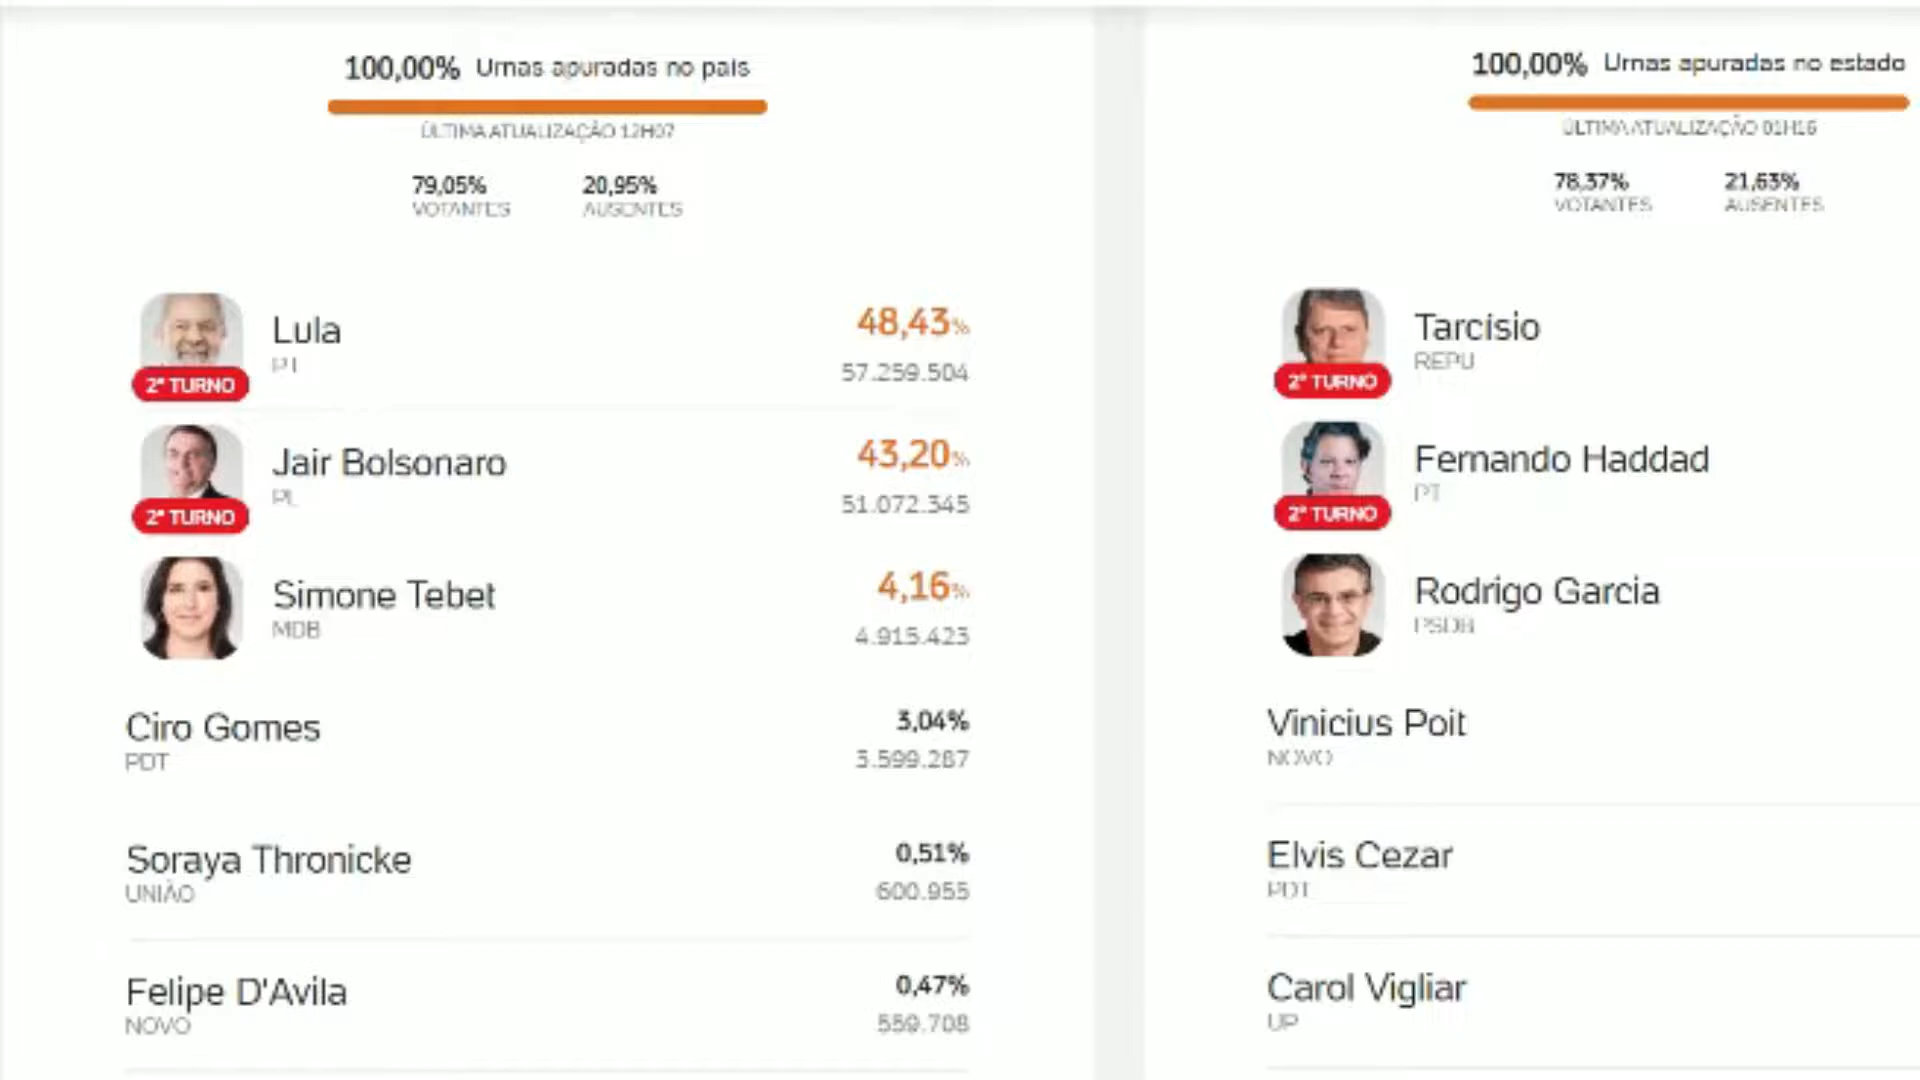 100,00% Urnas apuradas no país
ÚLTIMA ATUALIZAÇÃO 12H07
79,05% 20,95%
VOTANTES AUSENTES
Lula
PT
2º TURNO
48,43%
57.259.504
Jair Bolsonaro
PL
2º TURNO
43,20%
51.072.345
Simone Tebet
MDB
4,16%
4.915.423
Ciro Gomes
PDT
3,04%
3.599.287
Soraya Thronicke
UNIÃO
0,51%
600.955
Felipe D'Avila
NOVO
0,47%
559.708
100,00% Urnas apuradas no estado
ÚLTIMA ATUALIZAÇÃO 01H16
78,37% 21,63%
VOTANTES AUSENTES
Tarcísio
REPU
2º TURNO
Fernando Haddad
PT
2º TURNO
Rodrigo Garcia
PSDB
Vinicius Poit
NOVO
Elvis Cezar
PDT
Carol Vigliar
UP